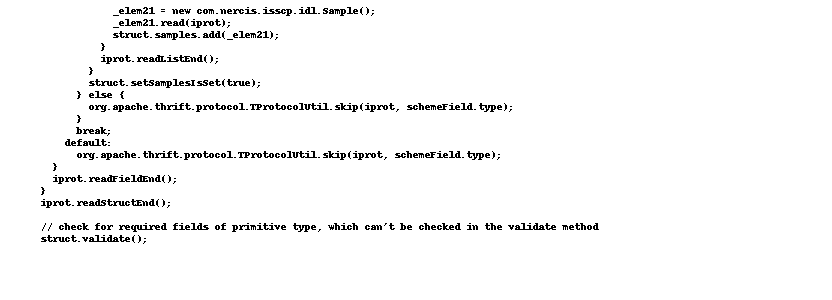 _elem21 = new com.nercis.isscp.idl.Sample();
_elem21.read(iprot);
struct.samples.add(_elem21);
}
iprot.readListEnd();
}
struct.setSamplesIsSet(true);
} else {
org.apache.thrift.protocol.TProtocolUtil.skip(iprot, schemeField.type);
}
break;
default:
org.apache.thrift.protocol.TProtocolUtil.skip(iprot, schemeField.type);
}
iprot.readFieldEnd();
}
iprot.readStructEnd();
// check for required fields of primitive type, which can't be checked in the validate method
struct.validate();